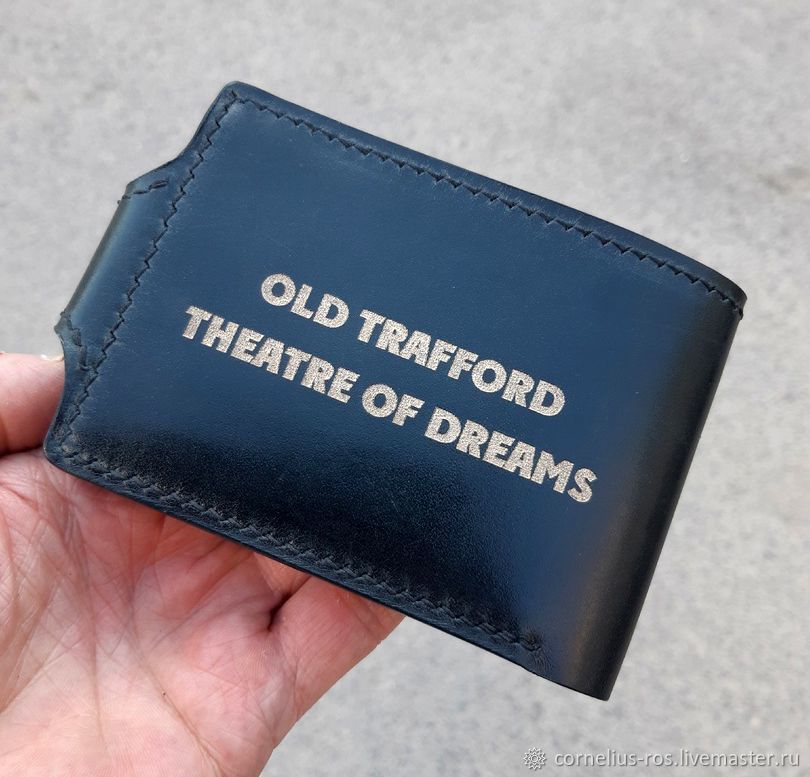 OLD TRAFFORD
THEATRE OF DREAMS
cornelius-ros.livemaster.ru